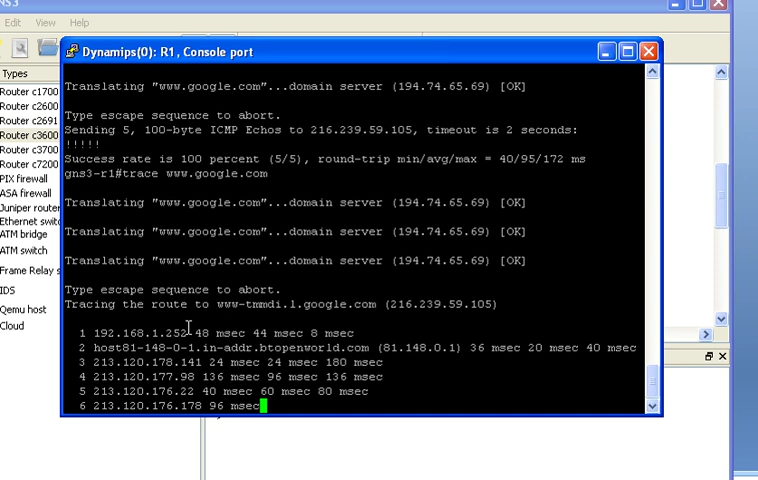 NS3
Edit View Help
Types
Router c1700
Router c2600
Router c2691
Router c3600
Router c3700
Router c7200
PIX firewall
ASA firewall
Juniper router
Ethernet switc
ATM bridge
ATM switch
Frame Relay s
IDS
Qemu host
Cloud
Dynamips(0): R1, Console port
Translating "www.google.com"...domain server (194.74.65.69) [OK]
Type escape sequence to abort.
Sending 5, 100-byte ICMP Echos to 216.239.59.105, timeout is 2 seconds:
!!!!!
Success rate is 100 percent (5/5), round-trip min/avg/max = 40/95/172 ms
gns3-r1#trace www.google.com
Translating "www.google.com"...domain server (194.74.65.69) [OK]
Translating "www.google.com"...domain server (194.74.65.69) [OK]
Translating "www.google.com"...domain server (194.74.65.69) [OK]
Type escape sequence to abort.
Tracing the route to www-tmmdi.l.google.com (216.239.59.105)
1 192.168.1.252 48 msec 44 msec 8 msec
2 host81-148-0-1.in-addr.btopenworld.com (81.148.0.1) 36 msec 20 msec 40 msec
3 213.120.178.141 24 msec 24 msec 180 msec
4 213.120.177.98 136 msec 96 msec 136 msec
5 213.120.176.22 40 msec 60 msec 80 msec
6 213.120.176.178 96 msec